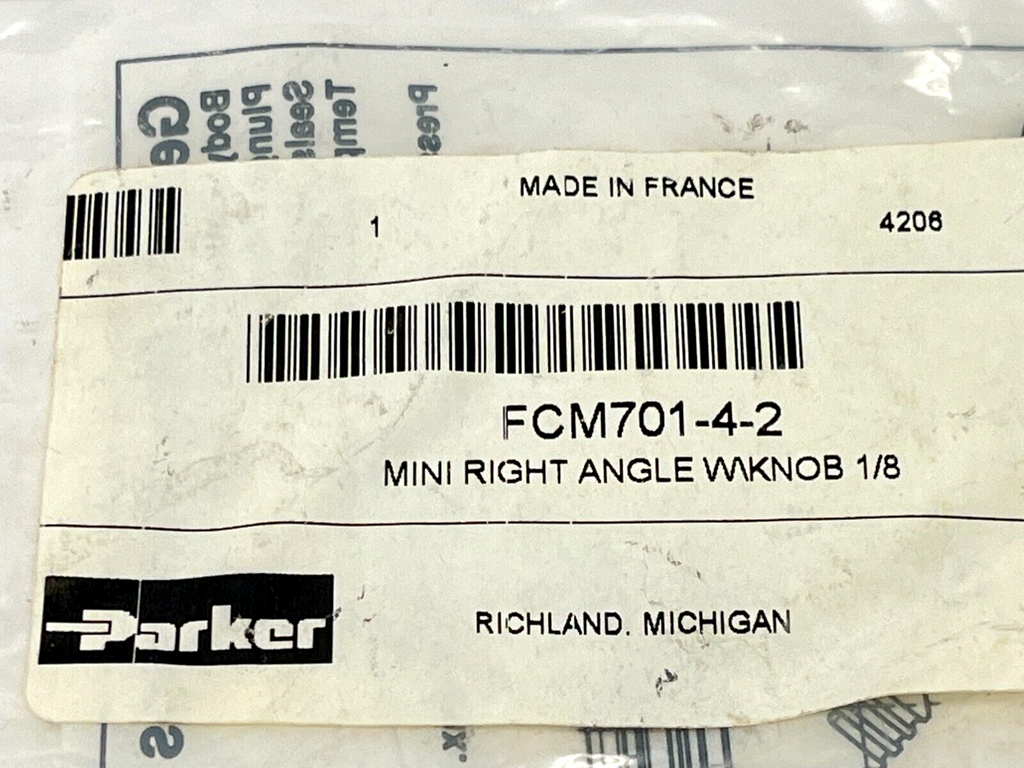 MADE IN FRANCE
1
4206
FCM701-4-2
MINI RIGHT ANGLE W\KNOB 1/8
Parker
RICHLAND, MICHIGAN